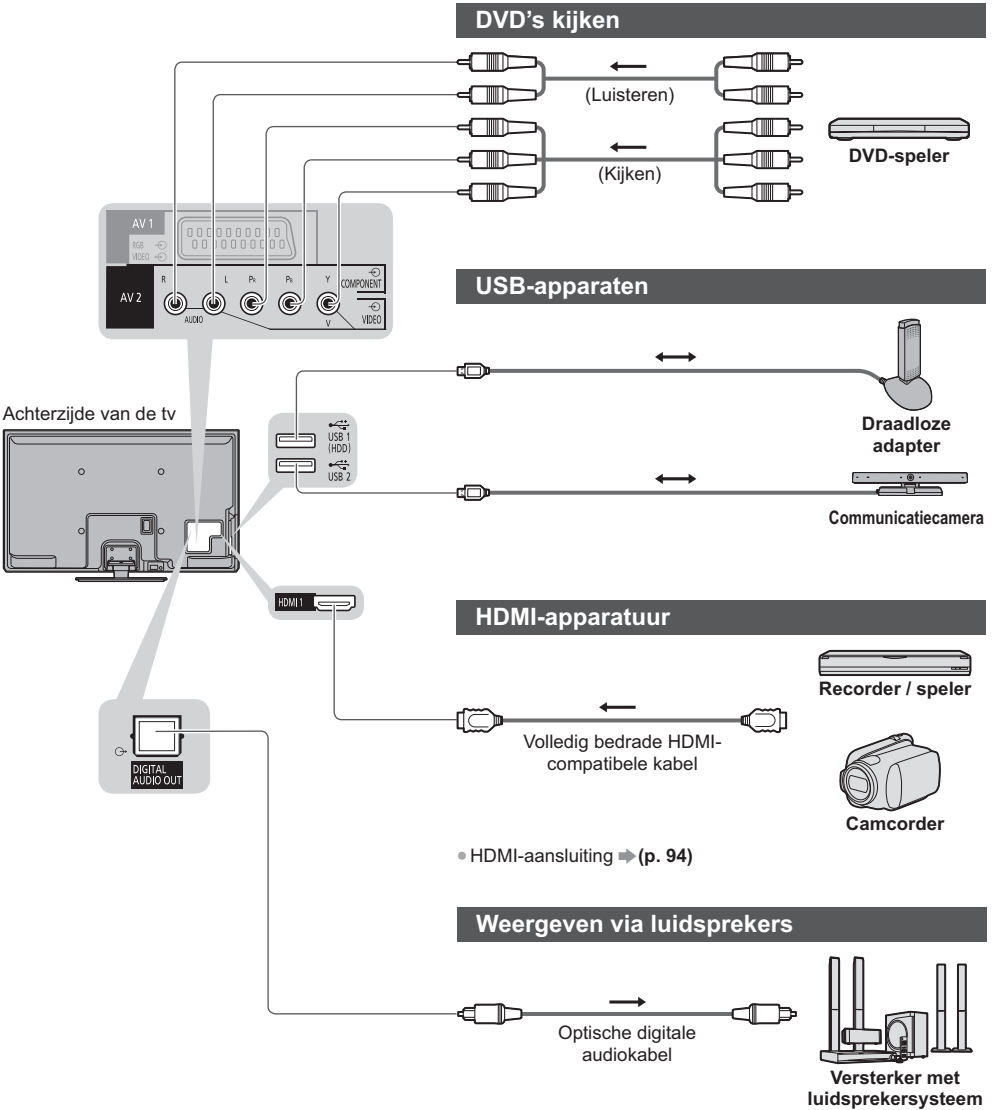 DVD's kijken
(Luisteren)
(Kijken)
DVD-speler
AV 1
RGB
VIDEO
AV 2
R
L
PR
PB
Y
COMPONENT
AUDIO
V
VIDEO
USB-apparaten
Draadloze
adapter
Achterzijde van de tv
USB 1
(HDD)
USB 2
Communicatiecamera
HDMI 1
HDMI-apparatuur
Recorder / speler
Volledig bedrade HDMI-
compatibele kabel
Camcorder
DIGITAL
AUDIO OUT
HDMI-aansluiting (p. 94)
Weergeven via luidsprekers
Optische digitale
audiokabel
Versterker met
luidsprekersysteem